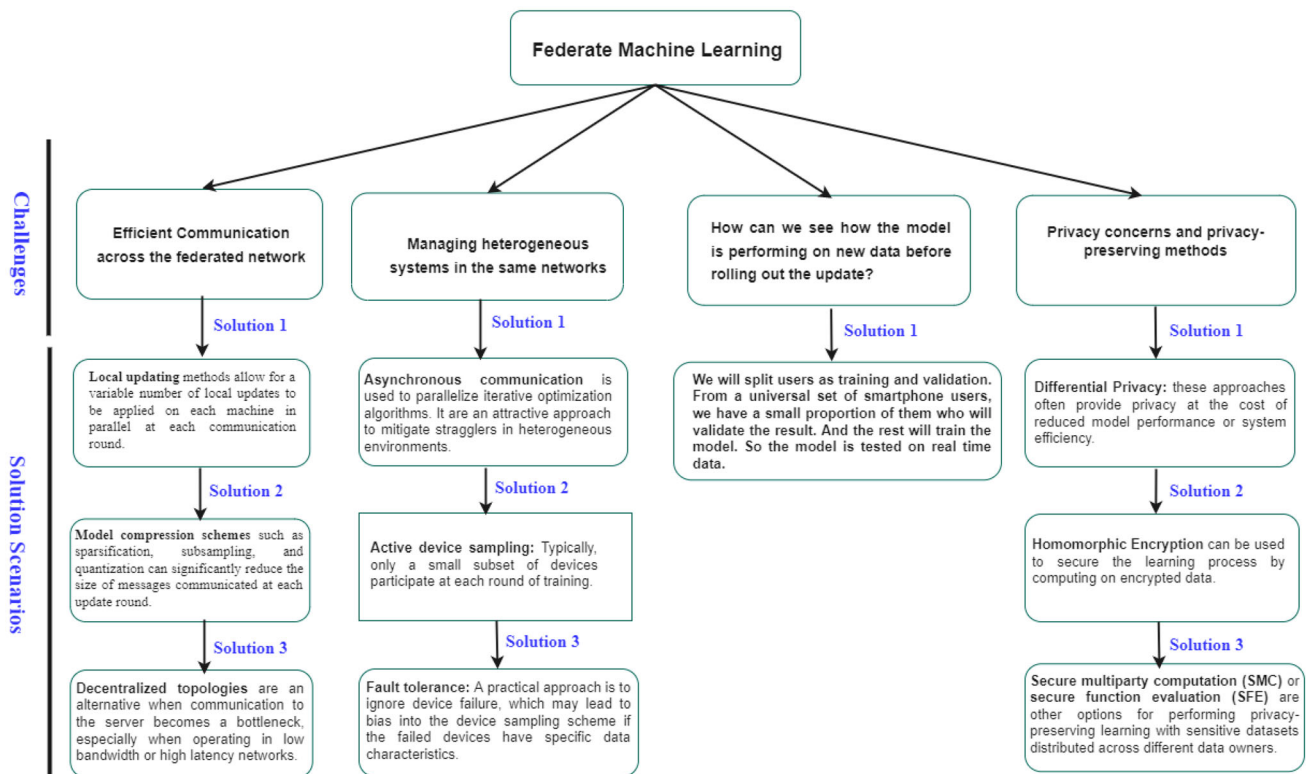 Federate Machine Learning
Challenges
Efficient Communication
across the federated network
Managing heterogeneous
systems in the same networks
How can we see how the model
is performing on new data before
rolling out the update?
Privacy concerns and privacy-
preserving methods
Solution 1
Solution 1
Solution 1
Solution 1
Solution Scenarios
Local updating methods allow for a
variable number of local updates to
be applied on each machine in
parallel at each communication
round.
Asynchronous communication is
used to parallelize iterative optimization
algorithms. It are an attractive approach
to mitigate stragglers in heterogeneous
environments.
We will split users as training and validation.
From a universal set of smartphone users,
we have a small proportion of them who will
validate the result. And the rest will train the
model. So the model is tested on real time
data.
Differential Privacy: these approaches
often provide privacy at the cost of
reduced model performance or system
efficiency.
Solution 2
Solution 2
Solution 2
Model compression schemes such as
sparsification, subsampling, and
quantization can significantly reduce the
size of messages communicated at each
update round.
Active device sampling: Typically,
only a small subset of devices
participate at each round of training.
Homomorphic Encryption can be used
to secure the learning process by
computing on encrypted data.
Solution 3
Solution 3
Solution 3
Decentralized topologies are an
alternative when communication to
the server becomes a bottleneck,
especially when operating in low
bandwidth or high latency networks.
Fault tolerance: A practical approach is to
ignore device failure, which may lead to
bias into the device sampling scheme if
the failed devices have specific data
characteristics.
Secure multiparty computation (SMC) or
secure function evaluation (SFE) are
other options for performing privacy-
preserving learning with sensitive datasets
distributed across different data owners.